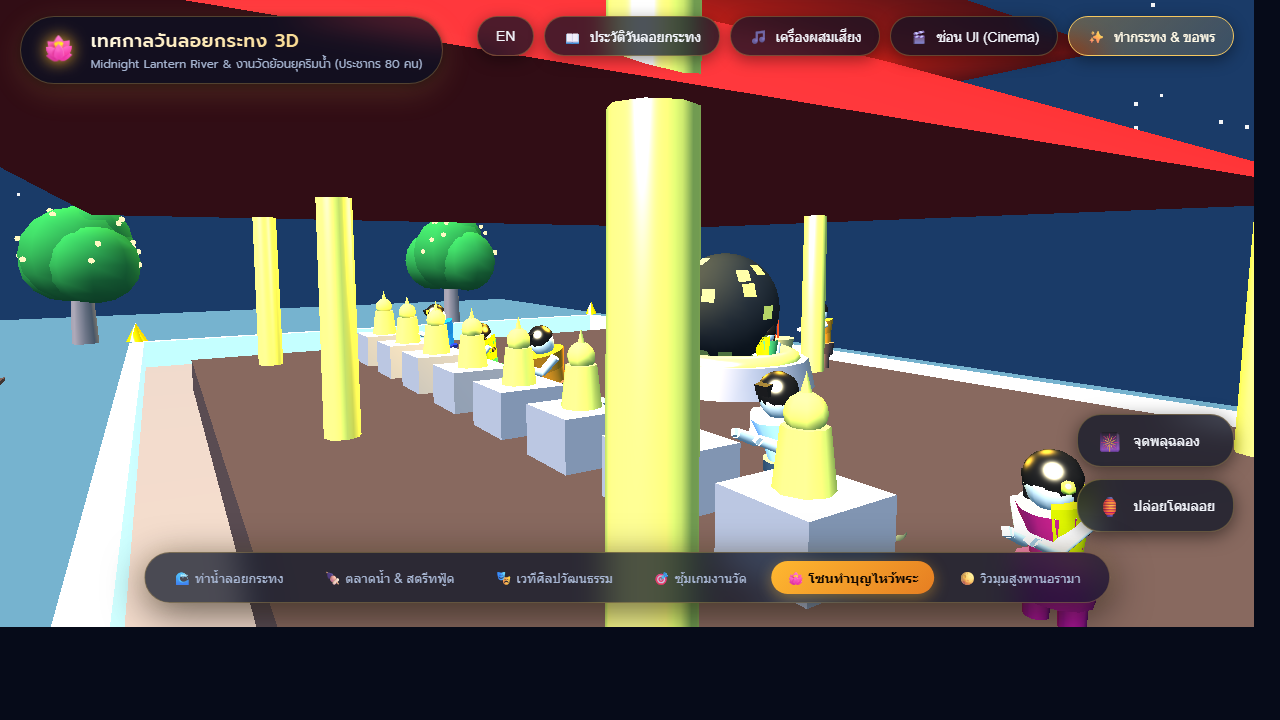 เทศกาลวันลอยกระทง 3D
Midnight Lantern River & งานวัดย้อนยุคริมน้ำ (ประชากร 80 คน)
EN
ประวัติวันลอยกระทง
เครื่องผสมเสียง
ซ่อน UI (Cinema)
ทำกระทง & ขอพร
จุดพลุฉลอง
ปล่อยโคมลอย
ท่าน้ำลอยกระทง
ตลาดน้ำ & สตรีทฟู้ด
เวทีศิลปวัฒนธรรม
ซุ้มเกมงานวัด
โซนทำบุญไหว้พระ
วิวมุมสูงพานอรามา